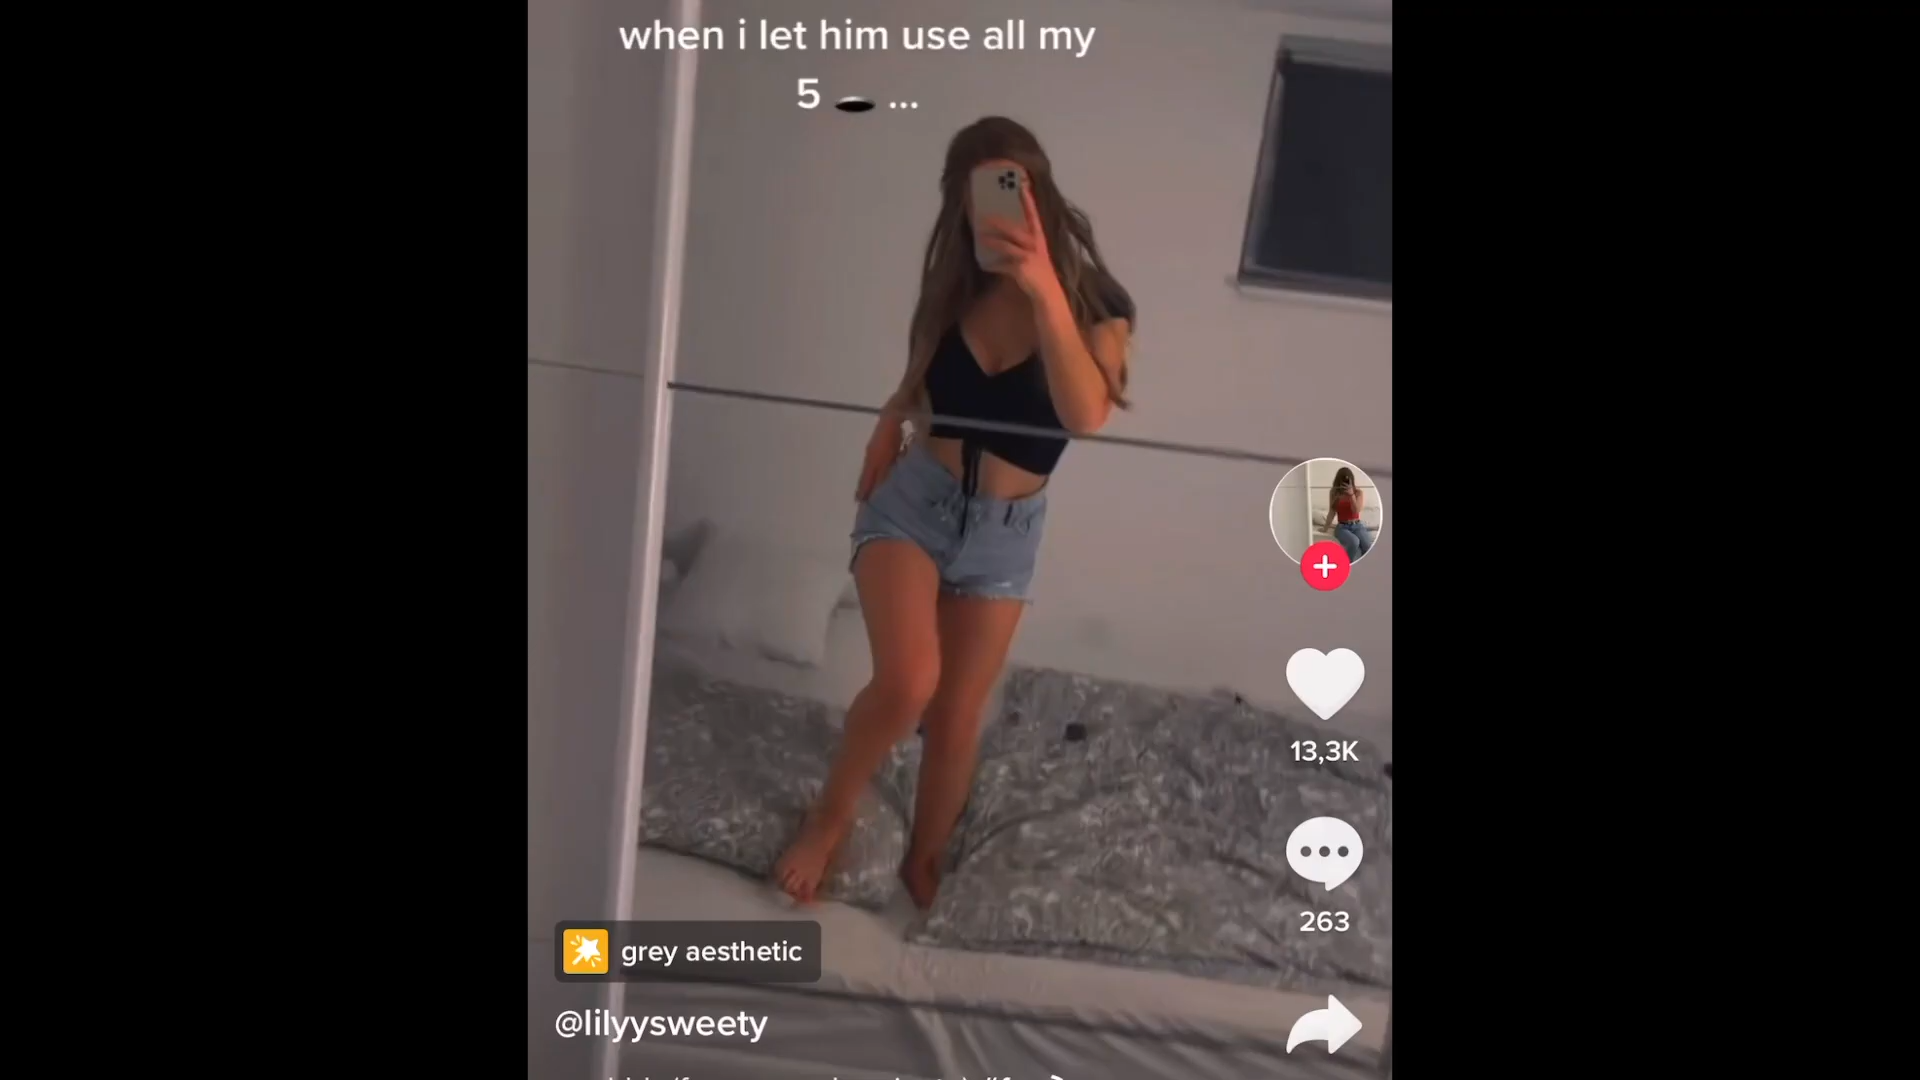 when i let him use all my
5 🕳️ ...
13,3K
263
grey aesthetic
@lilyysweety